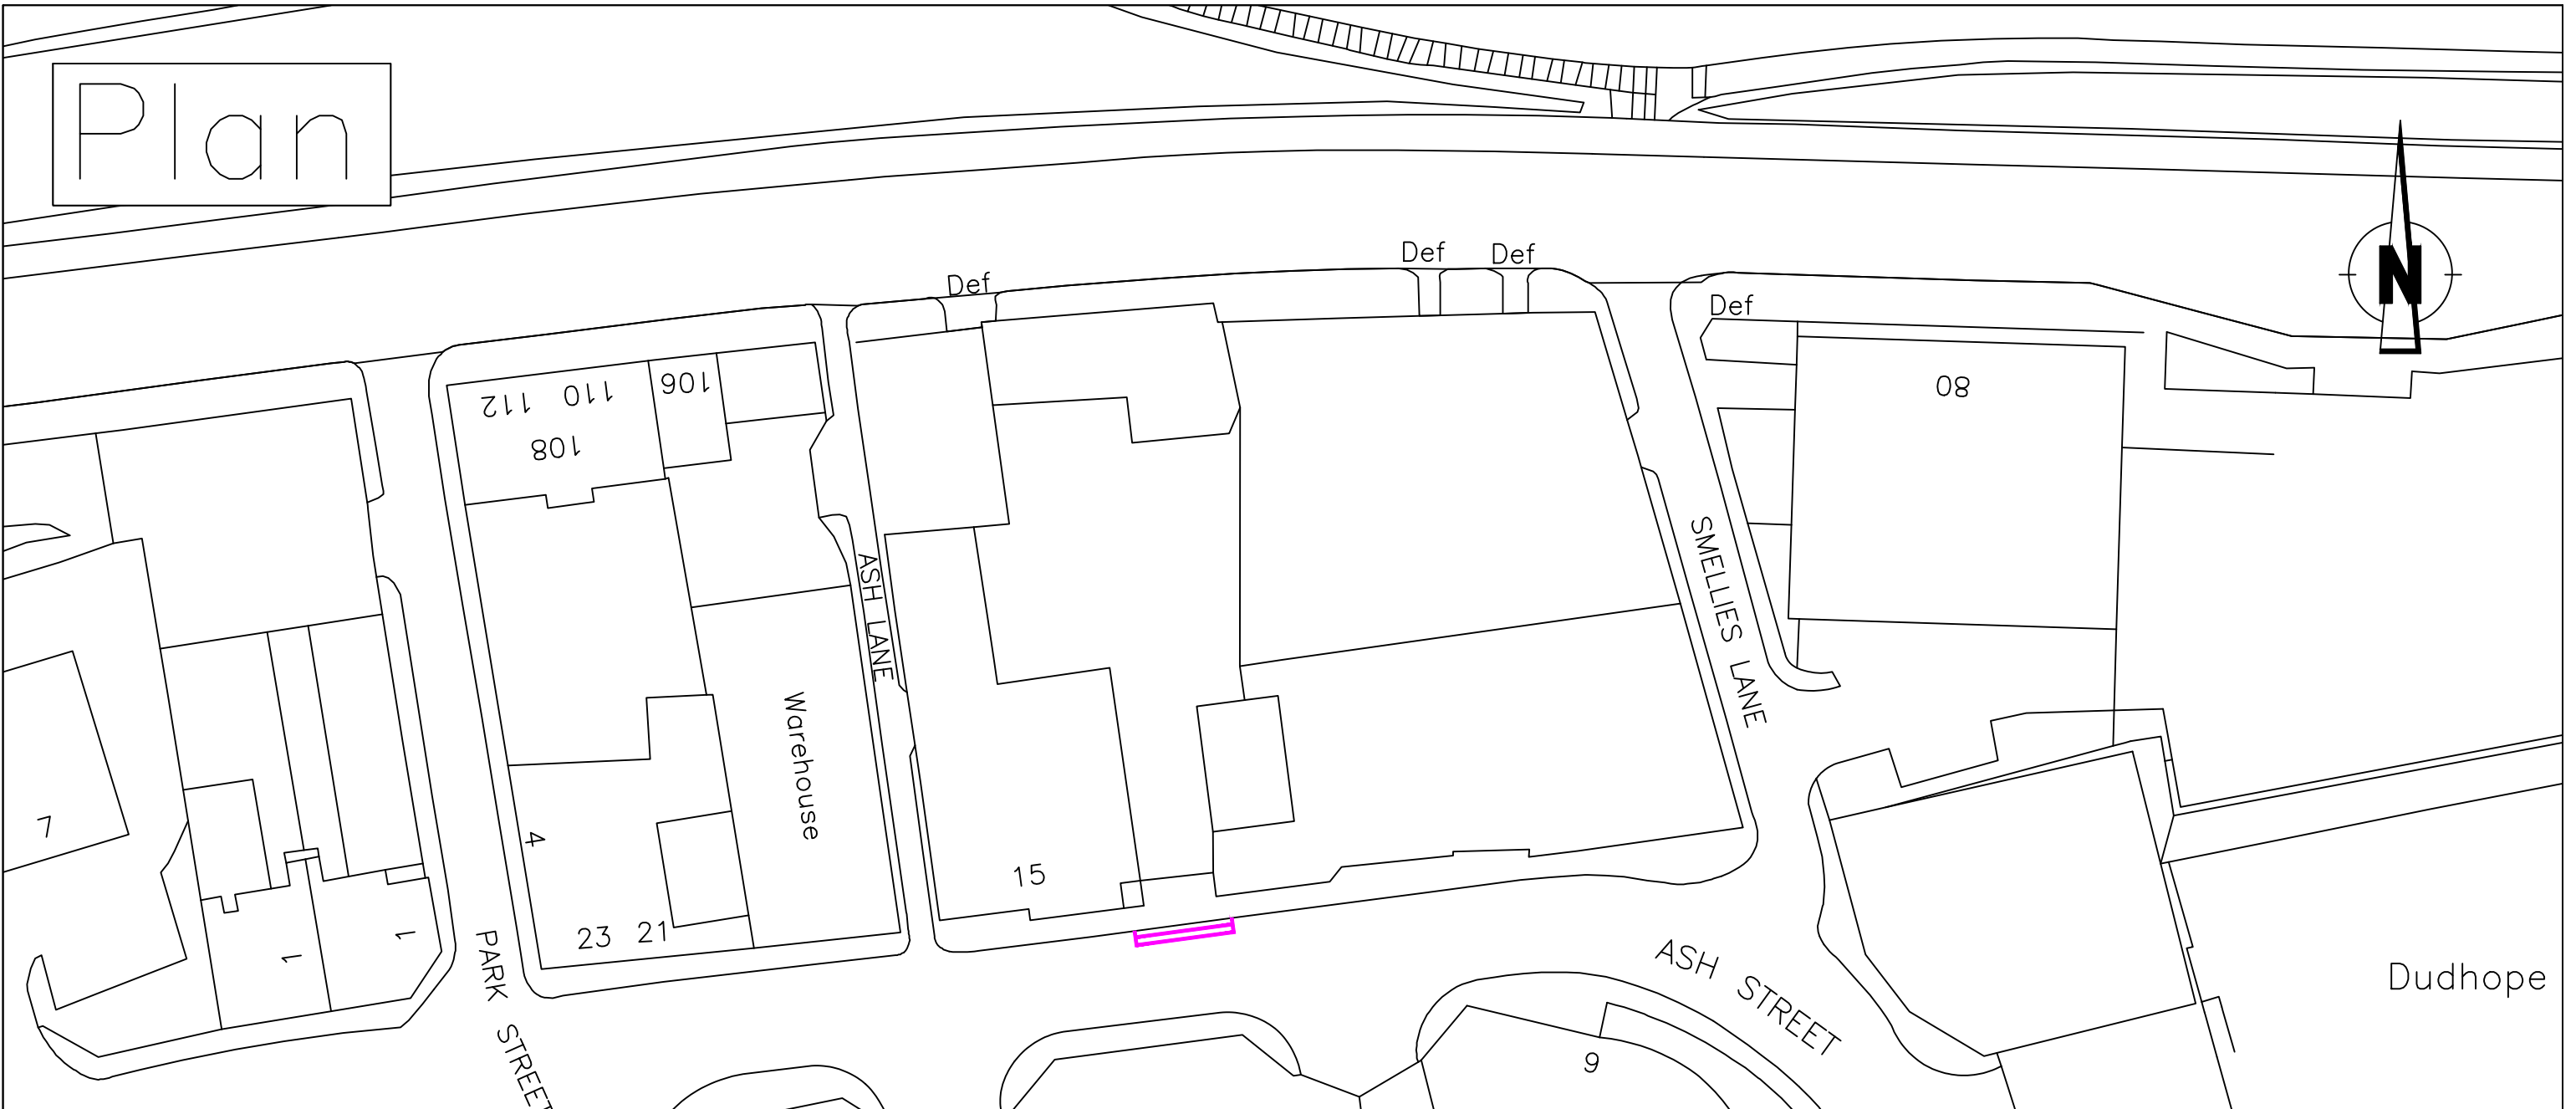 Plan
N
Def
Def
Def
Def
112 110 106
108
80
ASH LANE
SMELLIES LANE
Warehouse
7
4
15
23 21
1
1
PARK STREET
ASH STREET
Dudhope
9